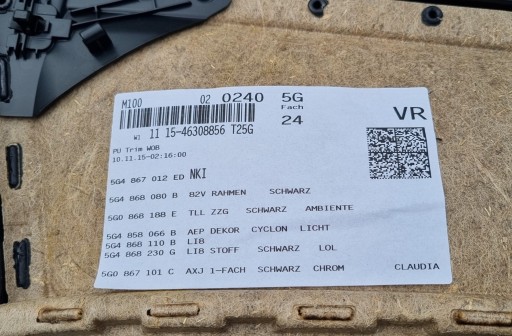 M100 02 0240 5G
Fach
24
VR
WI 11 15-46308856 T25G
PU Trim WOB
10.11.15-02:16:00
5G4 867 012 ED NKI
5G4 868 080 B B2V RAHMEN SCHWARZ
5G0 868 188 E TLL ZZG SCHWARZ AMBIENTE
5G4 858 066 B AEP DEKOR CYCLON LICHT
5G4 868 110 B LIB
5G4 868 230 G LIB STOFF SCHWARZ LOL
5G0 867 101 C AXJ 1-FACH SCHWARZ CHROM CLAUDIA